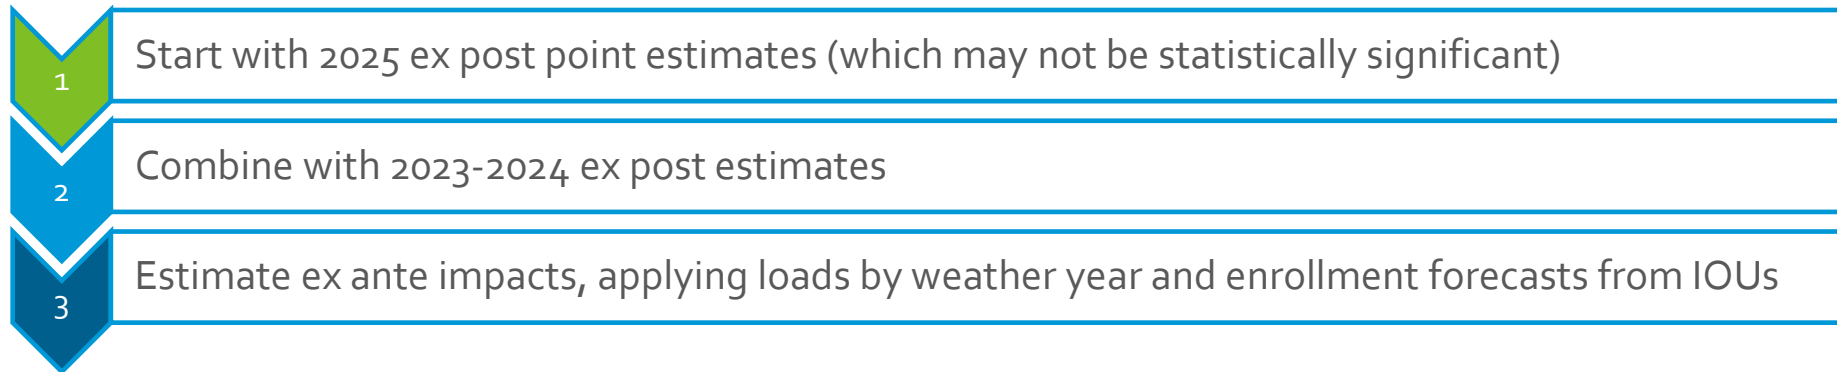 1
Start with 2025 ex post point estimates (which may not be statistically significant)
2
Combine with 2023-2024 ex post estimates
3
Estimate ex ante impacts, applying loads by weather year and enrollment forecasts from IOUs